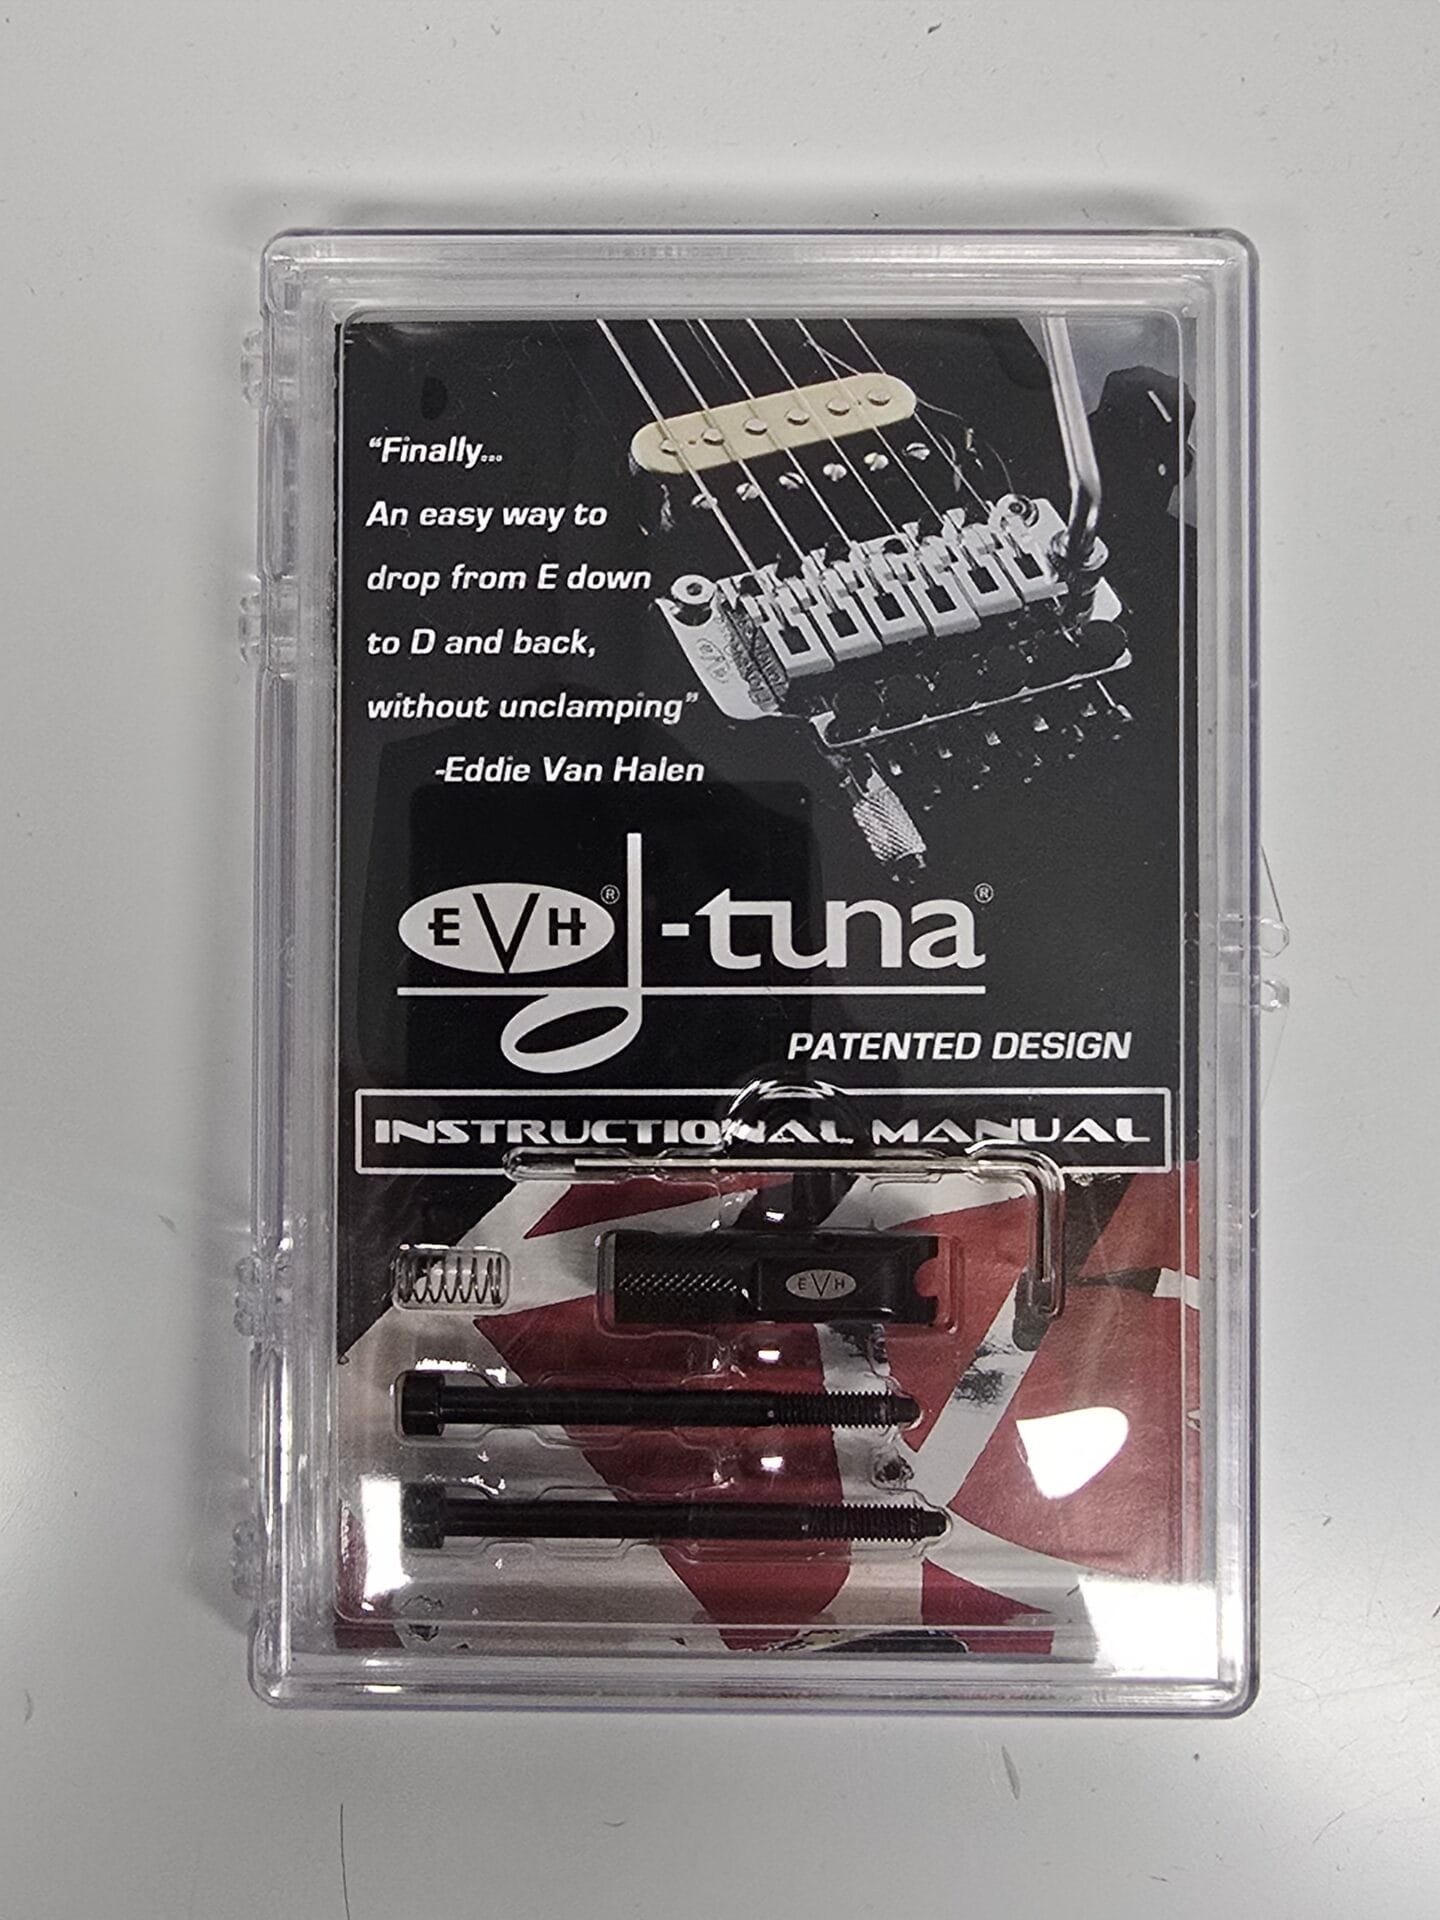 “Finally...
An easy way to
drop from E down
to D and back,
without unclamping”
-Eddie Van Halen
EVH® d-tuna®
PATENTED DESIGN
INSTRUCTIONAL MANUAL
EVH